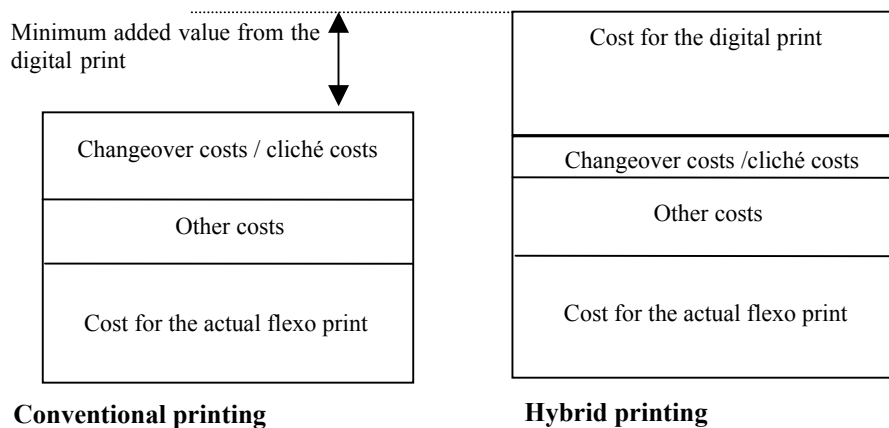 Minimum added value from the
digital print
Changeover costs / cliché costs
Other costs
Cost for the actual flexo print
Conventional printing
Cost for the digital print
Changeover costs /cliché costs
Other costs
Cost for the actual flexo print
Hybrid printing